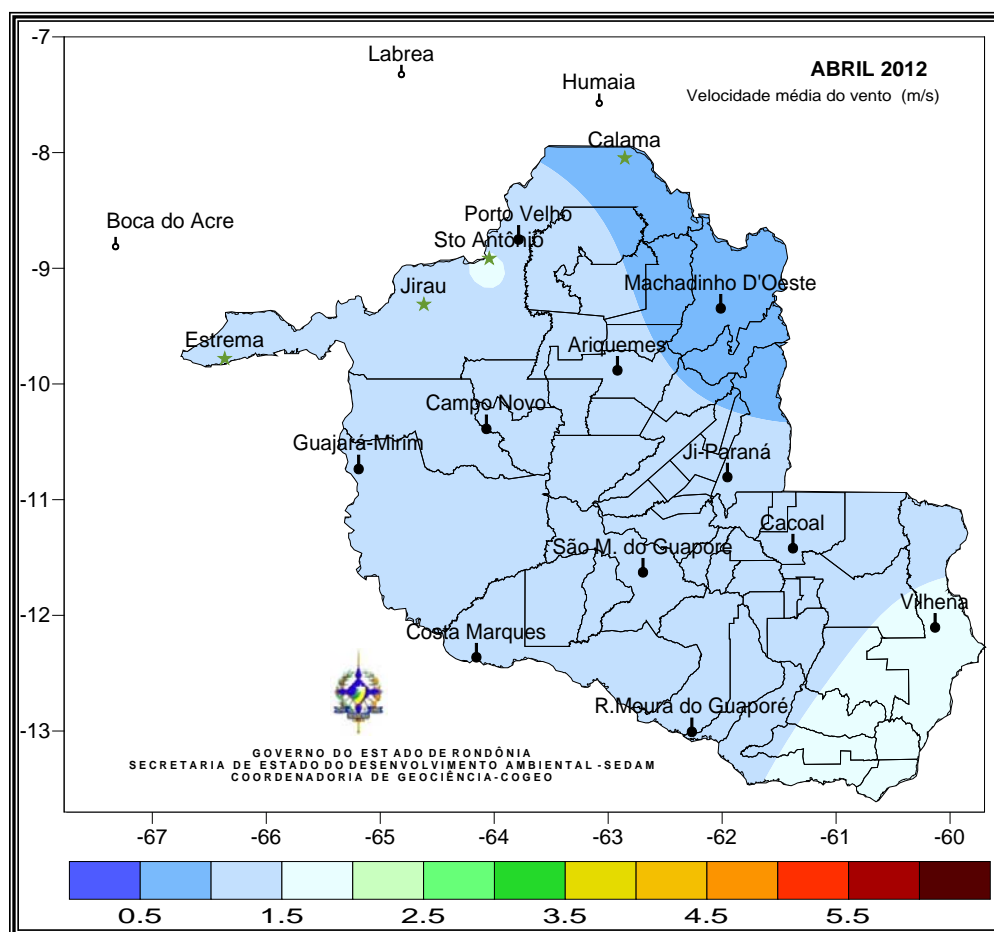 -7
Labrea
ABRIL 2012
Humaia
Velocidade média do vento (m/s)
Calama
-8
Boca do Acre
Porto Velho
Sto Antônio
-9
Jirau
Machadinho D'Oeste
Estrema
Ariquemes
-10
Campo Novo
Guajará-Mirim
Ji-Paraná
-11
Cacoal
São M. do Guaporé
-12
Vilhena
Costa Marques
R.Moura do Guaporé
-13
GOVERNO DO ESTADO DE RONDÔNIA
SECRETARIA DE ESTADO DO DESENVOLVIMENTO AMBIENTAL -SEDAM
COORDENADORIA DE GEOCIÊNCIA-COGEO
-67 -66 -65 -64 -63 -62 -61 -60
0.5 1.5 2.5 3.5 4.5 5.5